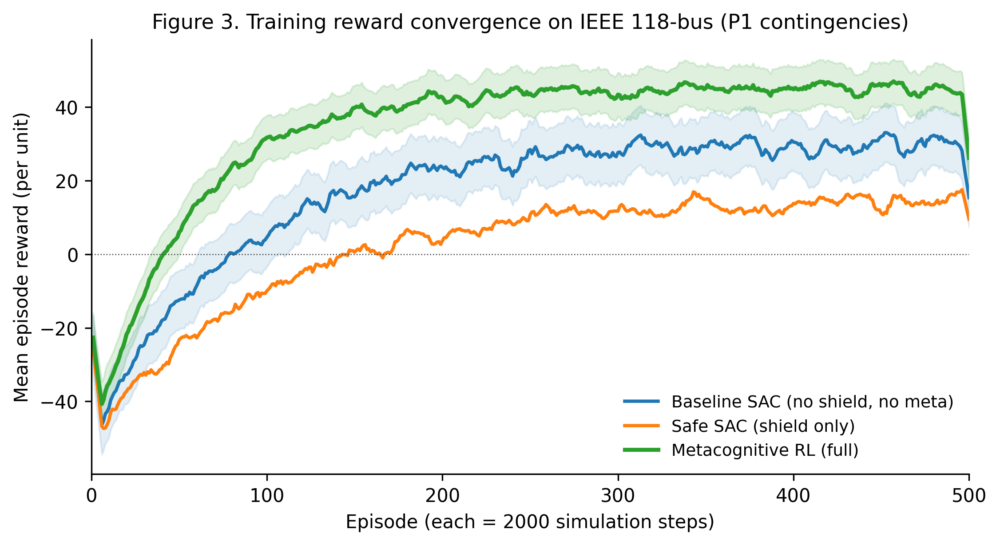 Figure 3. Training reward convergence on IEEE 118-bus (P1 contingencies)
Mean episode reward (per unit)
40
20
0
−20
−40
Baseline SAC (no shield, no meta)
Safe SAC (shield only)
Metacognitive RL (full)
0 100 200 300 400 500
Episode (each = 2000 simulation steps)